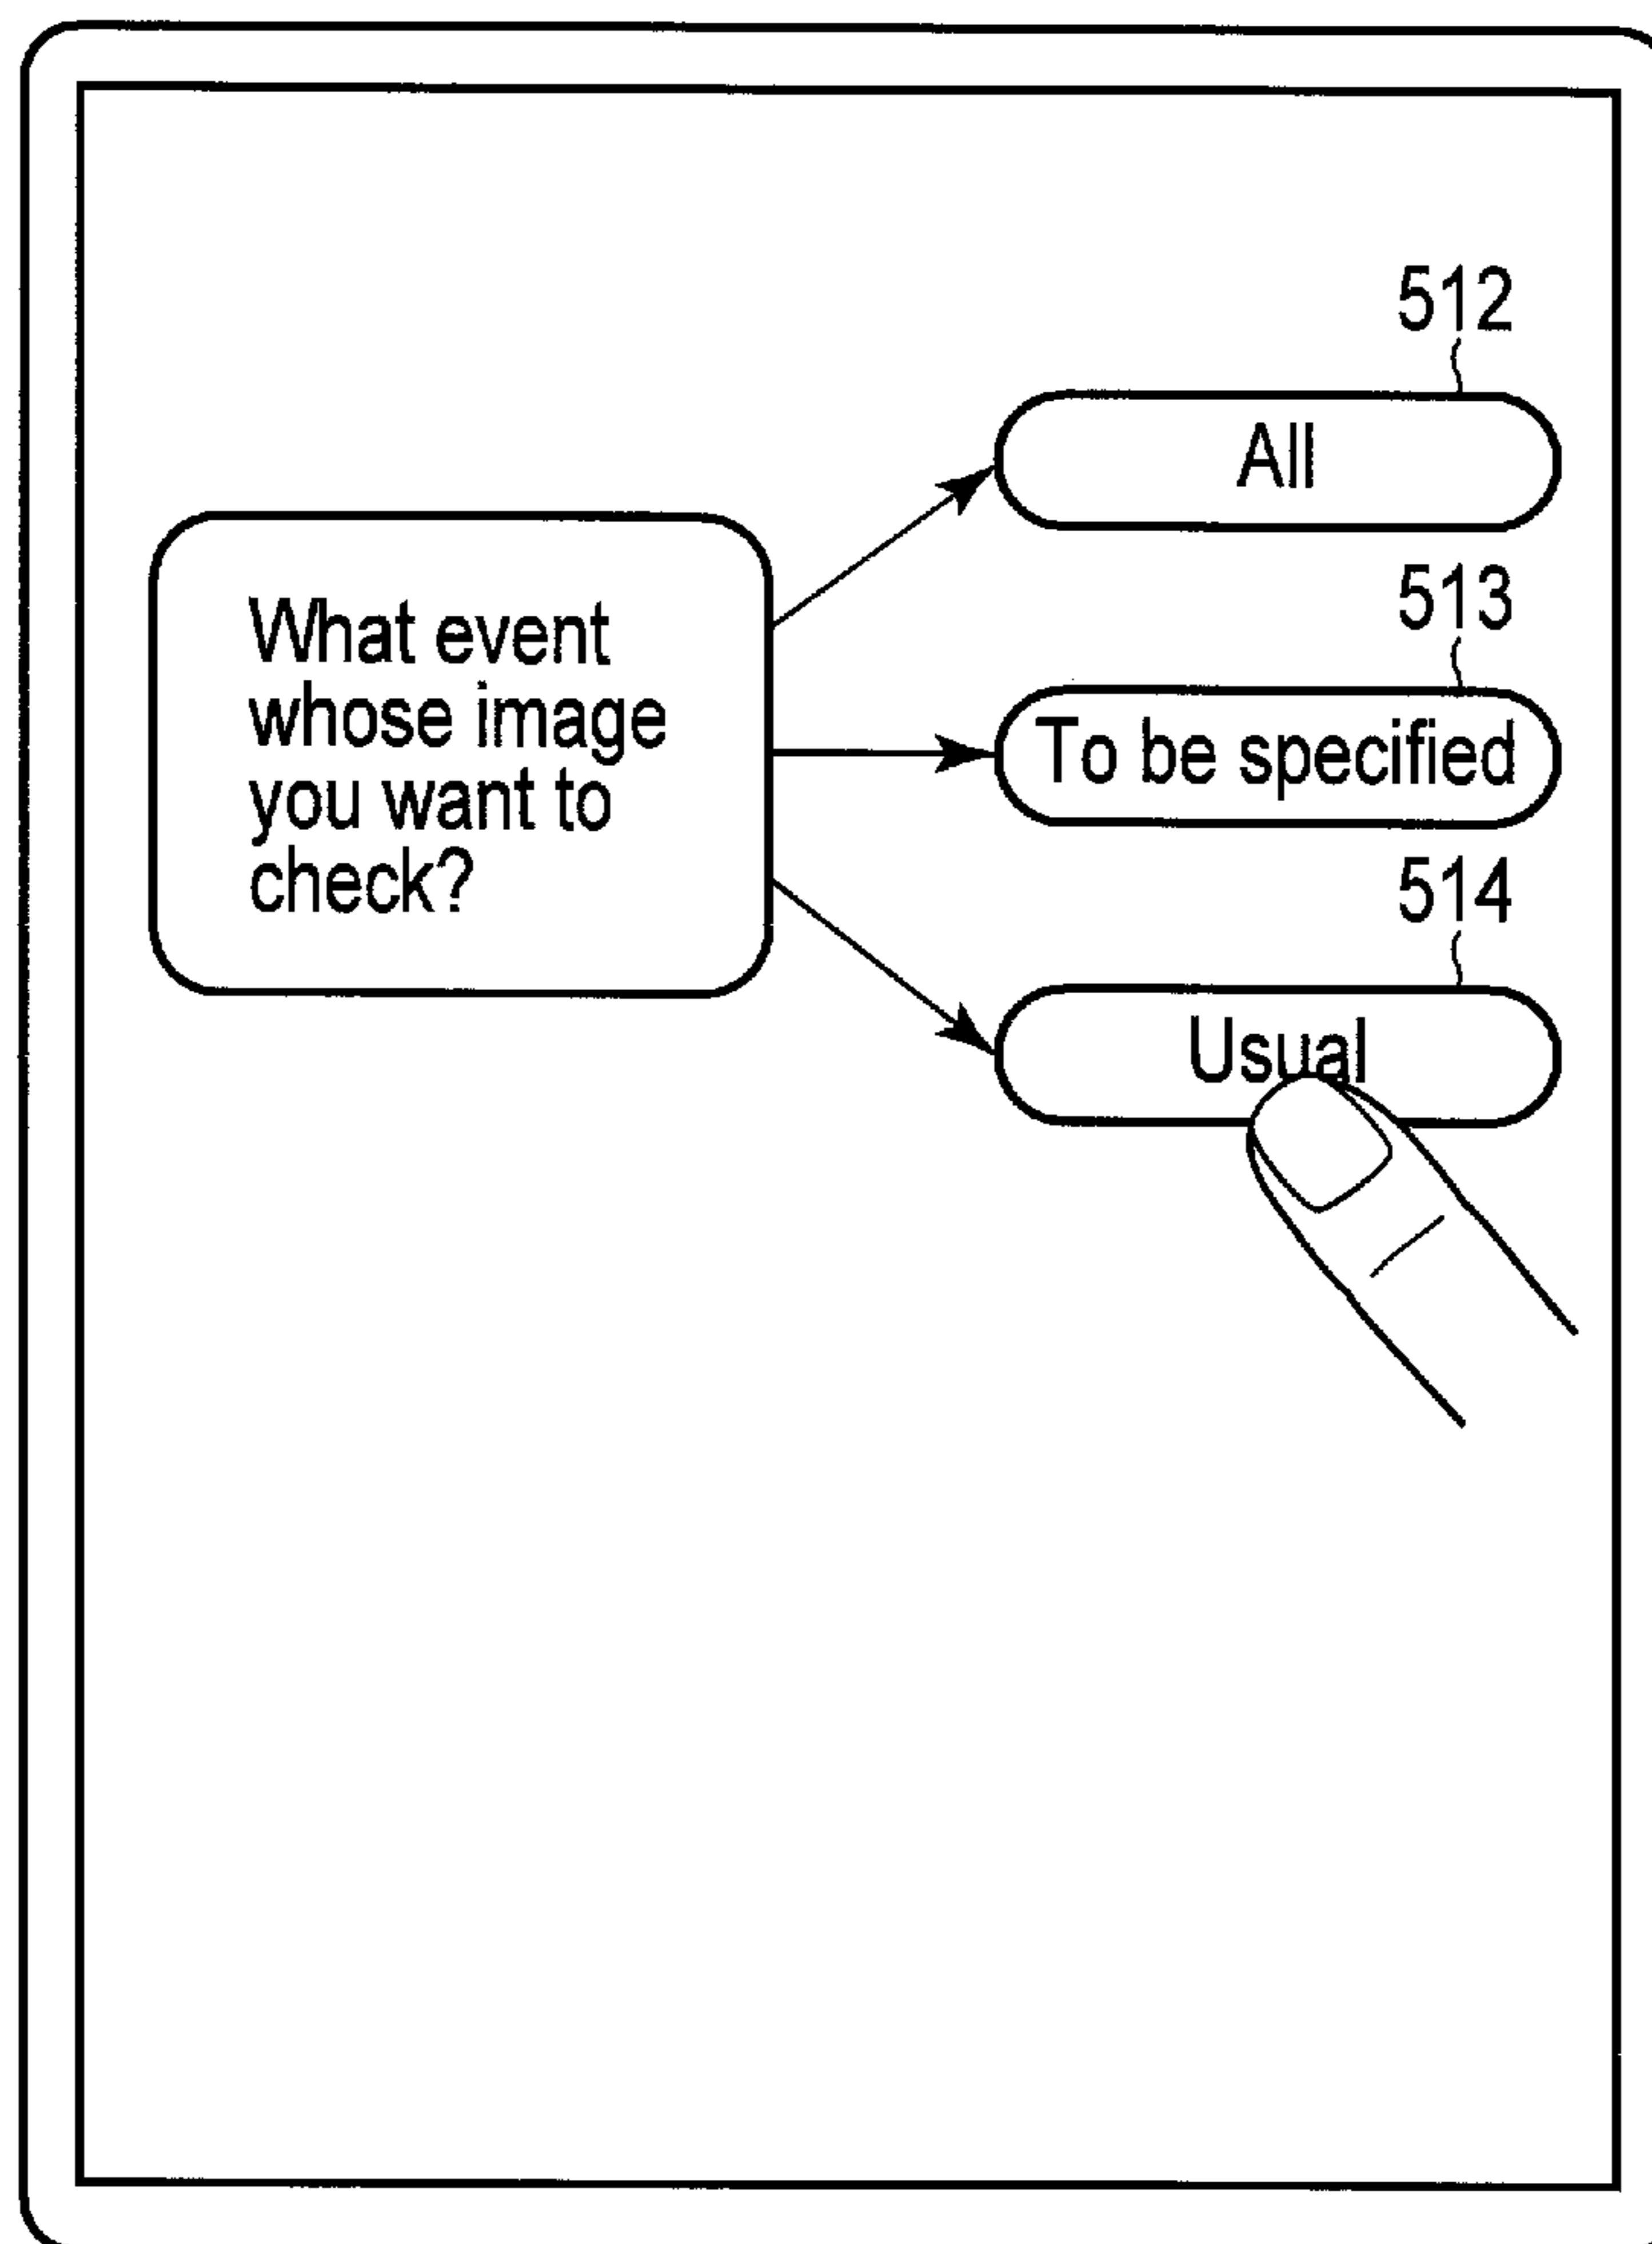 512
All
What event
whose image
you want to
check?
513
To be specified
514
Usual